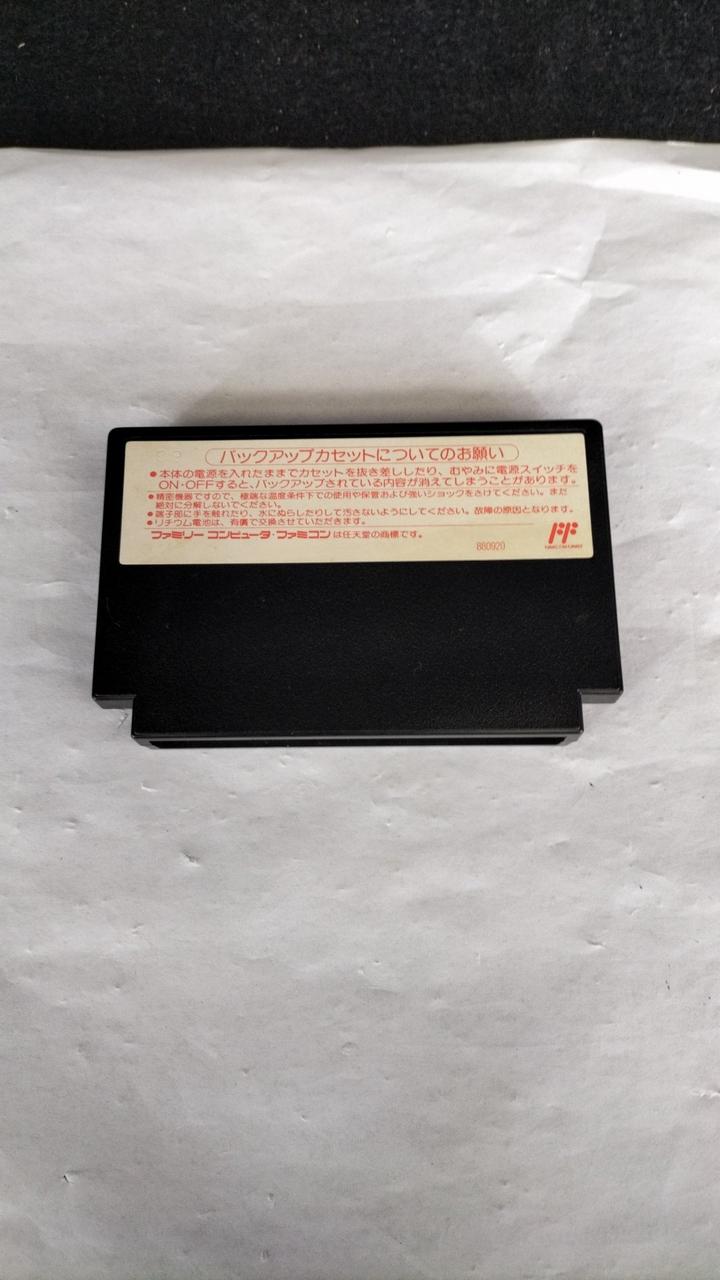 バックアップカセットについてのお願い
●本体の電源を入れたままでカセットを抜き差ししたり、むやみに電源スイッチを
ON・OFFすると、バックアップされている内容が消えてしまうことがあります。
●精密機器ですので、極端な温度条件下での使用や保管および強いショックをさけてください。また
絶対に分解しないでください。
●端子部に手を触れたり、水にぬらしたりして汚さないようにしてください。故障の原因となります。
●リチウム電池は、有償で交換させていただきます。
ファミリーコンピュータ・ファミコンは任天堂の商標です。
880920